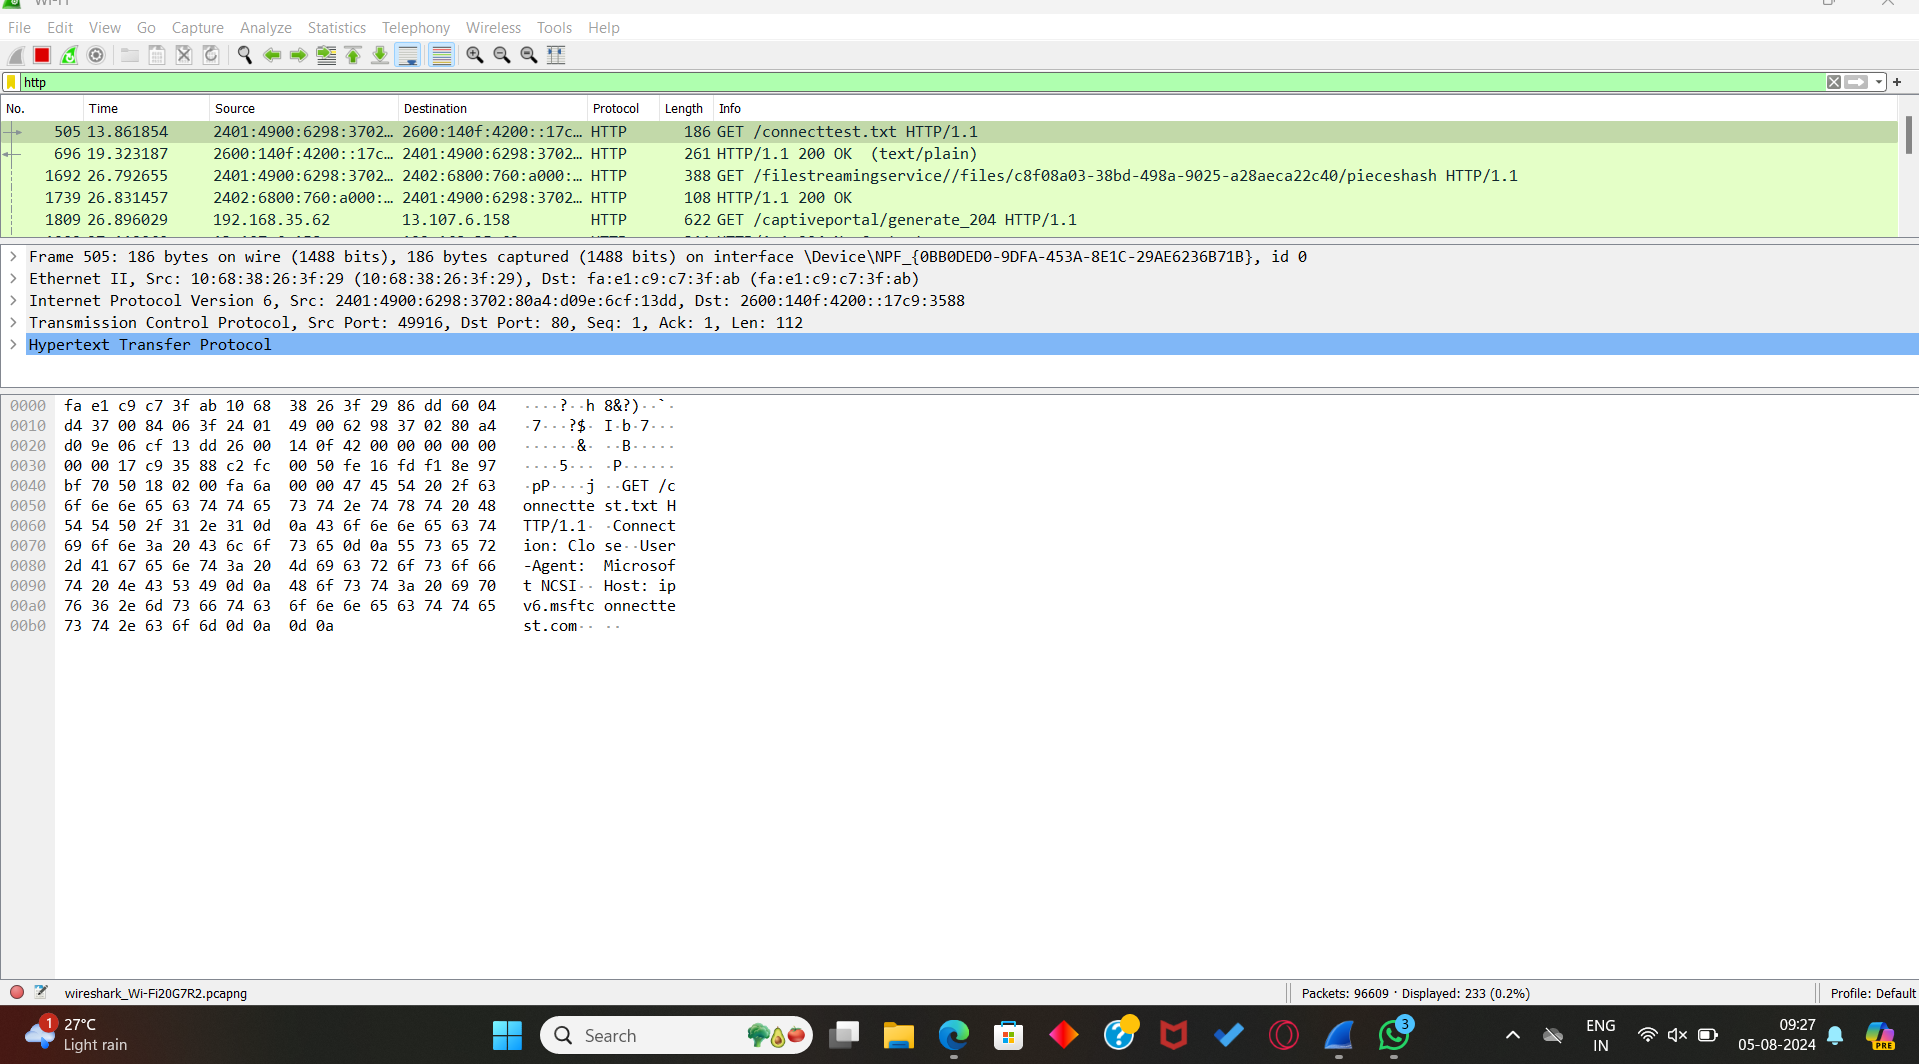 Wi-Fi
File Edit View Go Capture Analyze Statistics Telephony Wireless Tools Help
http
No. Time Source Destination Protocol Length Info
505 13.861854 2401:4900:6298:3702… 2600:140f:4200::17c… HTTP 186 GET /connecttest.txt HTTP/1.1
696 19.323187 2600:140f:4200::17c… 2401:4900:6298:3702… HTTP 261 HTTP/1.1 200 OK (text/plain)
1692 26.792655 2401:4900:6298:3702… 2402:6800:760:a000:… HTTP 388 GET /filestreamingservice//files/c8f08a03-38bd-498a-9025-a28aeca22c40/pieceshash HTTP/1.1
1739 26.831457 2402:6800:760:a000:… 2401:4900:6298:3702… HTTP 108 HTTP/1.1 200 OK
1809 26.896029 192.168.35.62 13.107.6.158 HTTP 622 GET /captiveportal/generate_204 HTTP/1.1
Frame 505: 186 bytes on wire (1488 bits), 186 bytes captured (1488 bits) on interface \Device\NPF_{0BB0DED0-9DFA-453A-8E1C-29AE6236B71B}, id 0
Ethernet II, Src: 10:68:38:26:3f:29 (10:68:38:26:3f:29), Dst: fa:e1:c9:c7:3f:ab (fa:e1:c9:c7:3f:ab)
Internet Protocol Version 6, Src: 2401:4900:6298:3702:80a4:d09e:6cf:13dd, Dst: 2600:140f:4200::17c9:3588
Transmission Control Protocol, Src Port: 49916, Dst Port: 80, Seq: 1, Ack: 1, Len: 112
Hypertext Transfer Protocol
0000 fa e1 c9 c7 3f ab 10 68 38 26 3f 29 86 dd 60 04 ····?··h 8&?)··`·
0010 d4 37 00 84 06 3f 24 01 49 00 62 98 37 02 80 a4 ·7···?$· I·b·7···
0020 d0 9e 06 cf 13 dd 26 00 14 0f 42 00 00 00 00 00 ······&· ··B·····
0030 00 00 17 c9 35 88 c2 fc 00 50 fe 16 fd f1 8e 97 ····5··· ·P······
0040 bf 70 50 18 02 00 fa 6a 00 00 47 45 54 20 2f 63 ·pP····j ··GET /c
0050 6f 6e 6e 65 63 74 74 65 73 74 2e 74 78 74 20 48 onnectte st.txt H
0060 54 54 50 2f 31 2e 31 0d 0a 43 6f 6e 6e 65 63 74 TTP/1.1· ·Connect
0070 69 6f 6e 3a 20 43 6c 6f 73 65 0d 0a 55 73 65 72 ion: Clo se··User
0080 2d 41 67 65 6e 74 3a 20 4d 69 63 72 6f 73 6f 66 -Agent: Microsof
0090 74 20 4e 43 53 49 0d 0a 48 6f 73 74 3a 20 69 70 t NCSI·· Host: ip
00a0 76 36 2e 6d 73 66 74 63 6f 6e 6e 65 63 74 74 65 v6.msftc onnectte
00b0 73 74 2e 63 6f 6d 0d 0a 0d 0a st.com·· ··
wireshark_Wi-Fi20G7R2.pcapng Packets: 96609 · Displayed: 233 (0.2%) Profile: Default
1 27°C
Light rain
Search
3
ENG
IN
09:27
05-08-2024
PRE